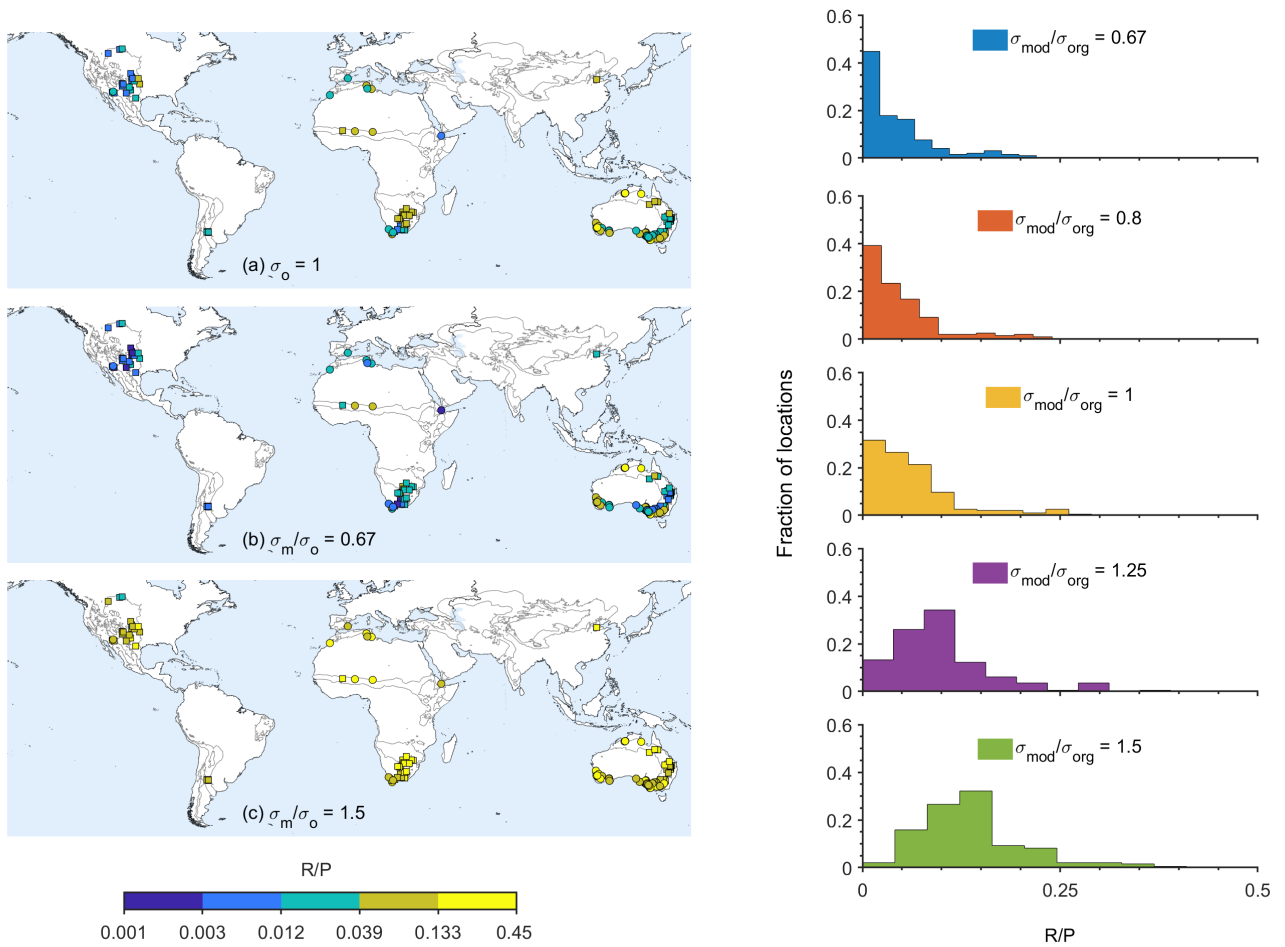 (a) σo = 1
(b) σm/σo = 0.67
(c) σm/σo = 1.5
R/P
0.001 0.003 0.012 0.039 0.133 0.45
Fraction of locations
0.6
0.4
0.2
0
σmod/σorg = 0.67
0.6
0.4
0.2
0
σmod/σorg = 0.8
0.6
0.4
0.2
0
σmod/σorg = 1
0.6
0.4
0.2
0
σmod/σorg = 1.25
0.6
0.4
0.2
0
σmod/σorg = 1.5
0 0.25 0.5
R/P